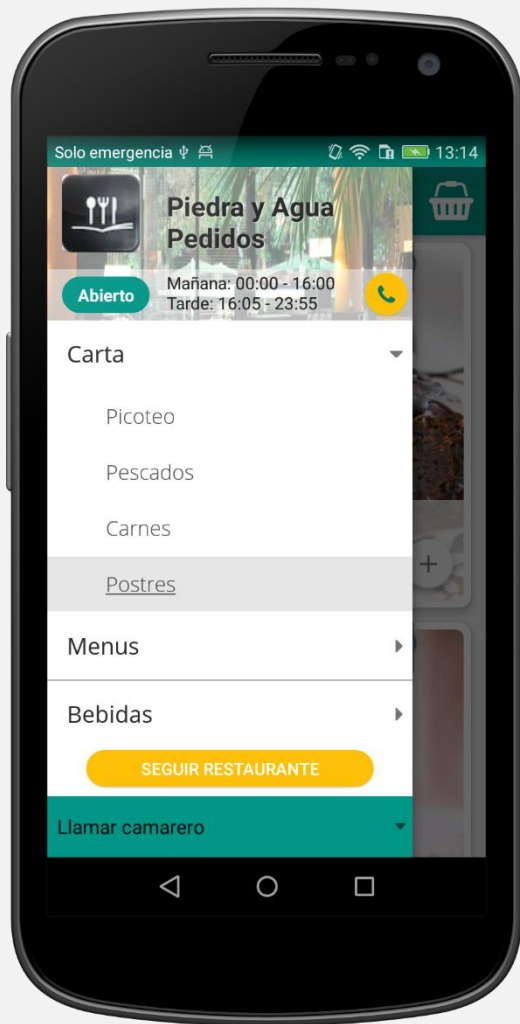 Solo emergencia 13:14
Piedra y Agua
Pedidos
Abierto
Mañana: 00:00 - 16:00
Tarde: 16:05 - 23:55
Carta
Picoteo
Pescados
Carnes
Postres
Menus
Bebidas
SEGUIR RESTAURANTE
Llamar camarero